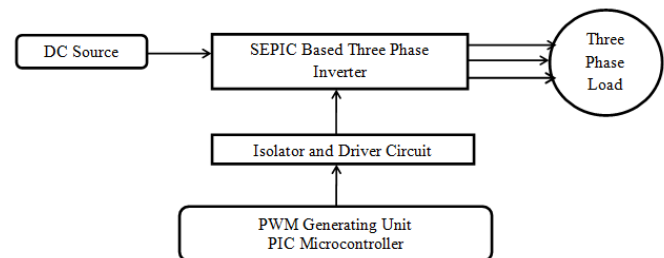 DC Source
SEPIC Based Three Phase
Inverter
Three
Phase
Load
Isolator and Driver Circuit
PWM Generating Unit
PIC Microcontroller